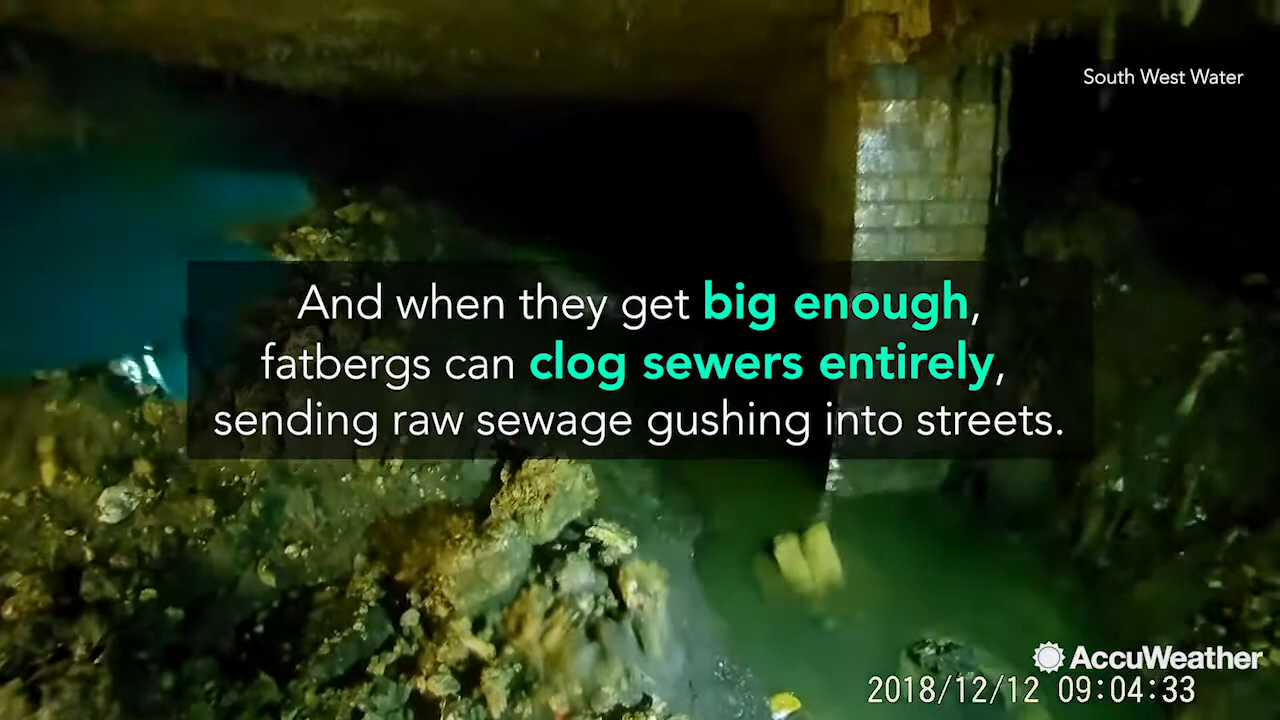 South West Water
And when they get big enough,
fatbergs can clog sewers entirely,
sending raw sewage gushing into streets.
AccuWeather
2018/12/12 09:04:33